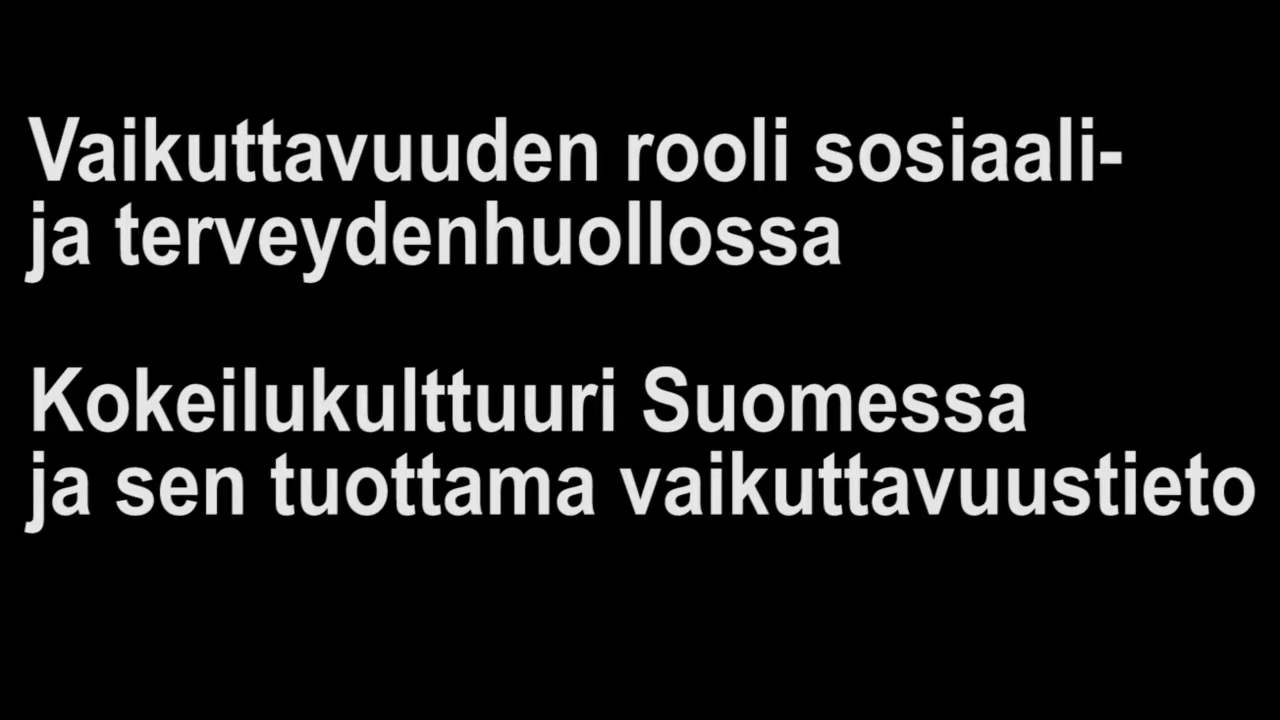 Vaikuttavuuden rooli sosiaali-
ja terveydenhuollossa
Kokeilukulttuuri Suomessa
ja sen tuottama vaikuttavuustieto